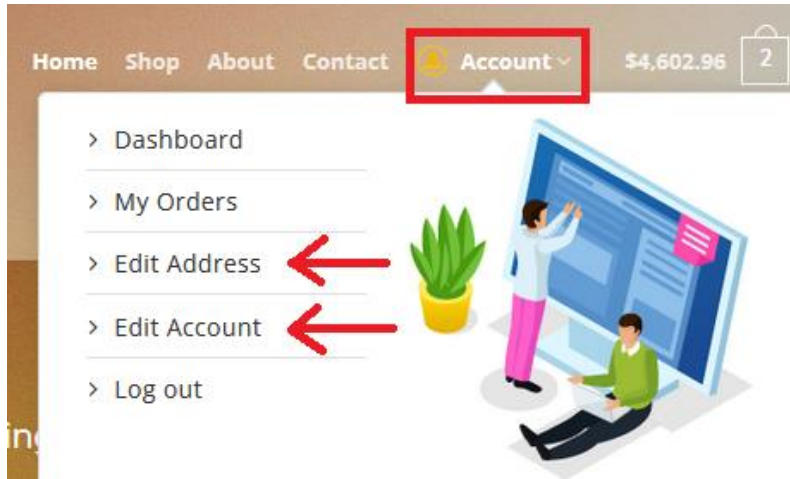 Home Shop About Contact Account $4,602.96 2
Dashboard
My Orders
Edit Address
Edit Account
Log out